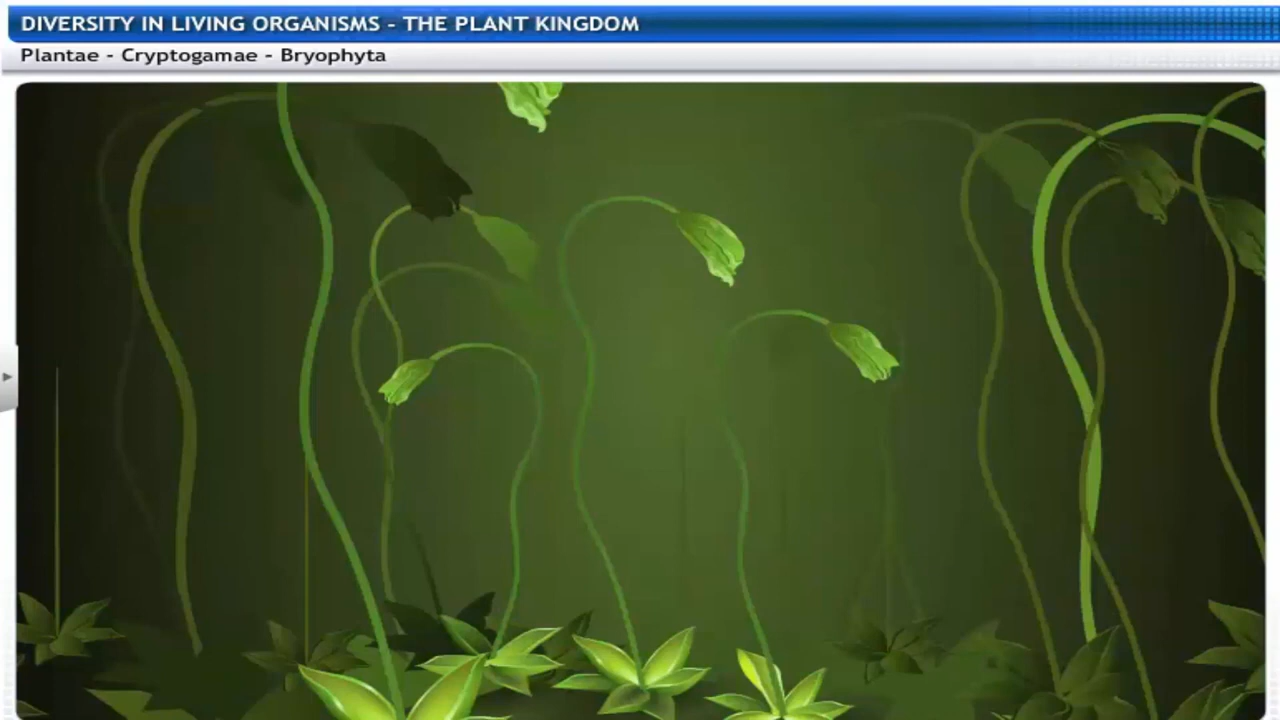 DIVERSITY IN LIVING ORGANISMS - THE PLANT KINGDOM
Plantae - Cryptogamae - Bryophyta